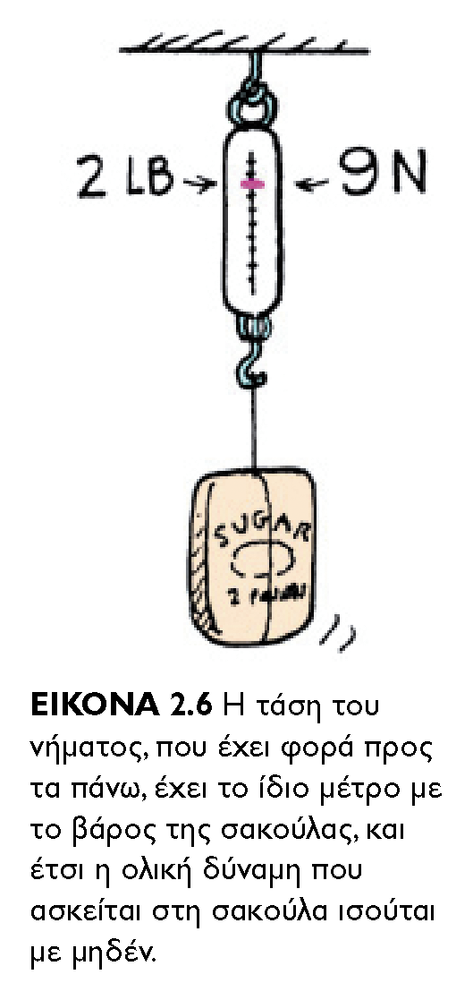 2 LB
9 N
SUGAR
2
ΕΙΚΟΝΑ 2.6 Η τάση του
νήματος, που έχει φορά προς
τα πάνω, έχει το ίδιο μέτρο με
το βάρος της σακούλας, και
έτσι η ολική δύναμη που
ασκείται στη σακούλα ισούται
με μηδέν.